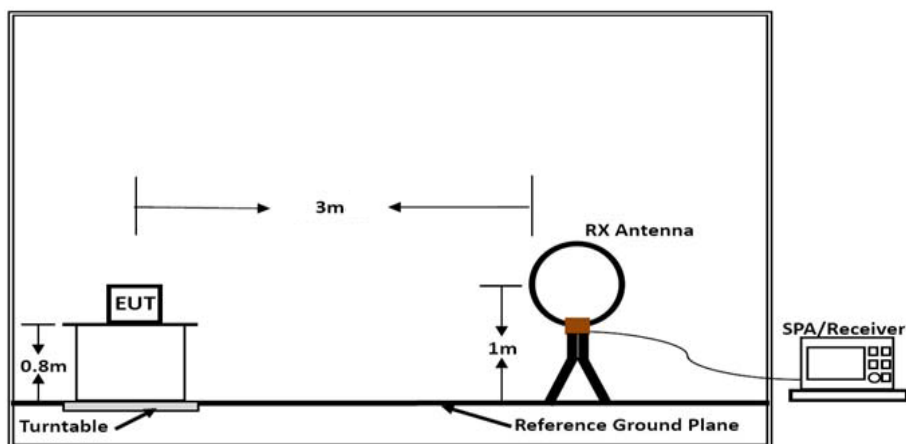 3m
RX Antenna
EUT
SPA/Receiver
0.8m
1m
Turntable
Reference Ground Plane